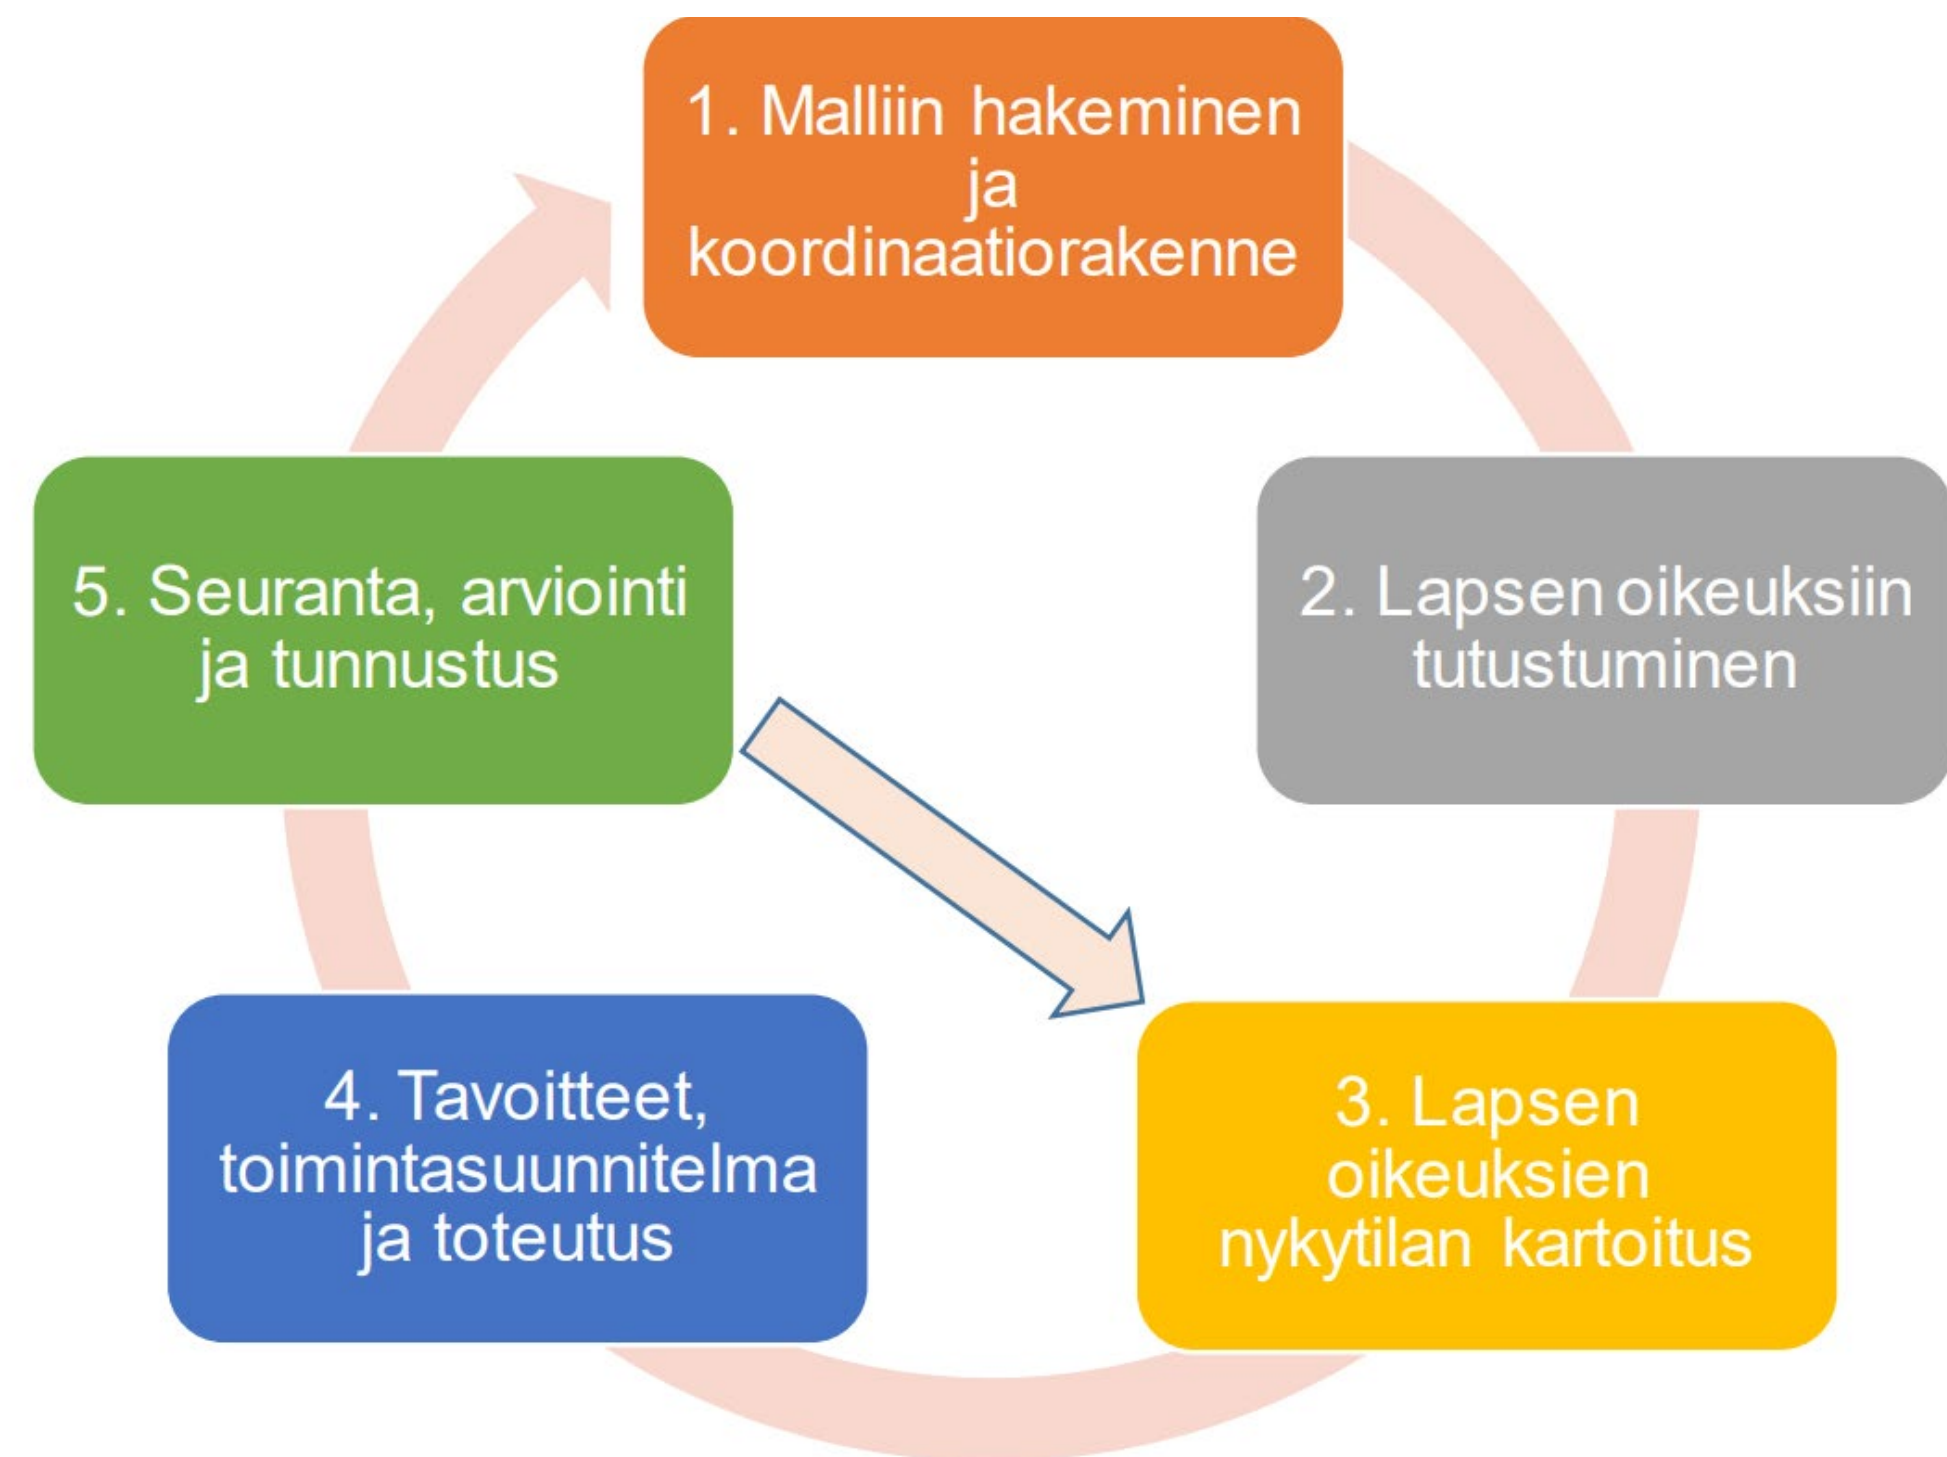 1. Malliin hakeminen
ja
koordinaatiorakenne
2. Lapsen oikeuksiin
tutustuminen
3. Lapsen
oikeuksien
nykytilan kartoitus
4. Tavoitteet,
toimintasuunnitelma
ja toteutus
5. Seuranta, arviointi
ja tunnustus